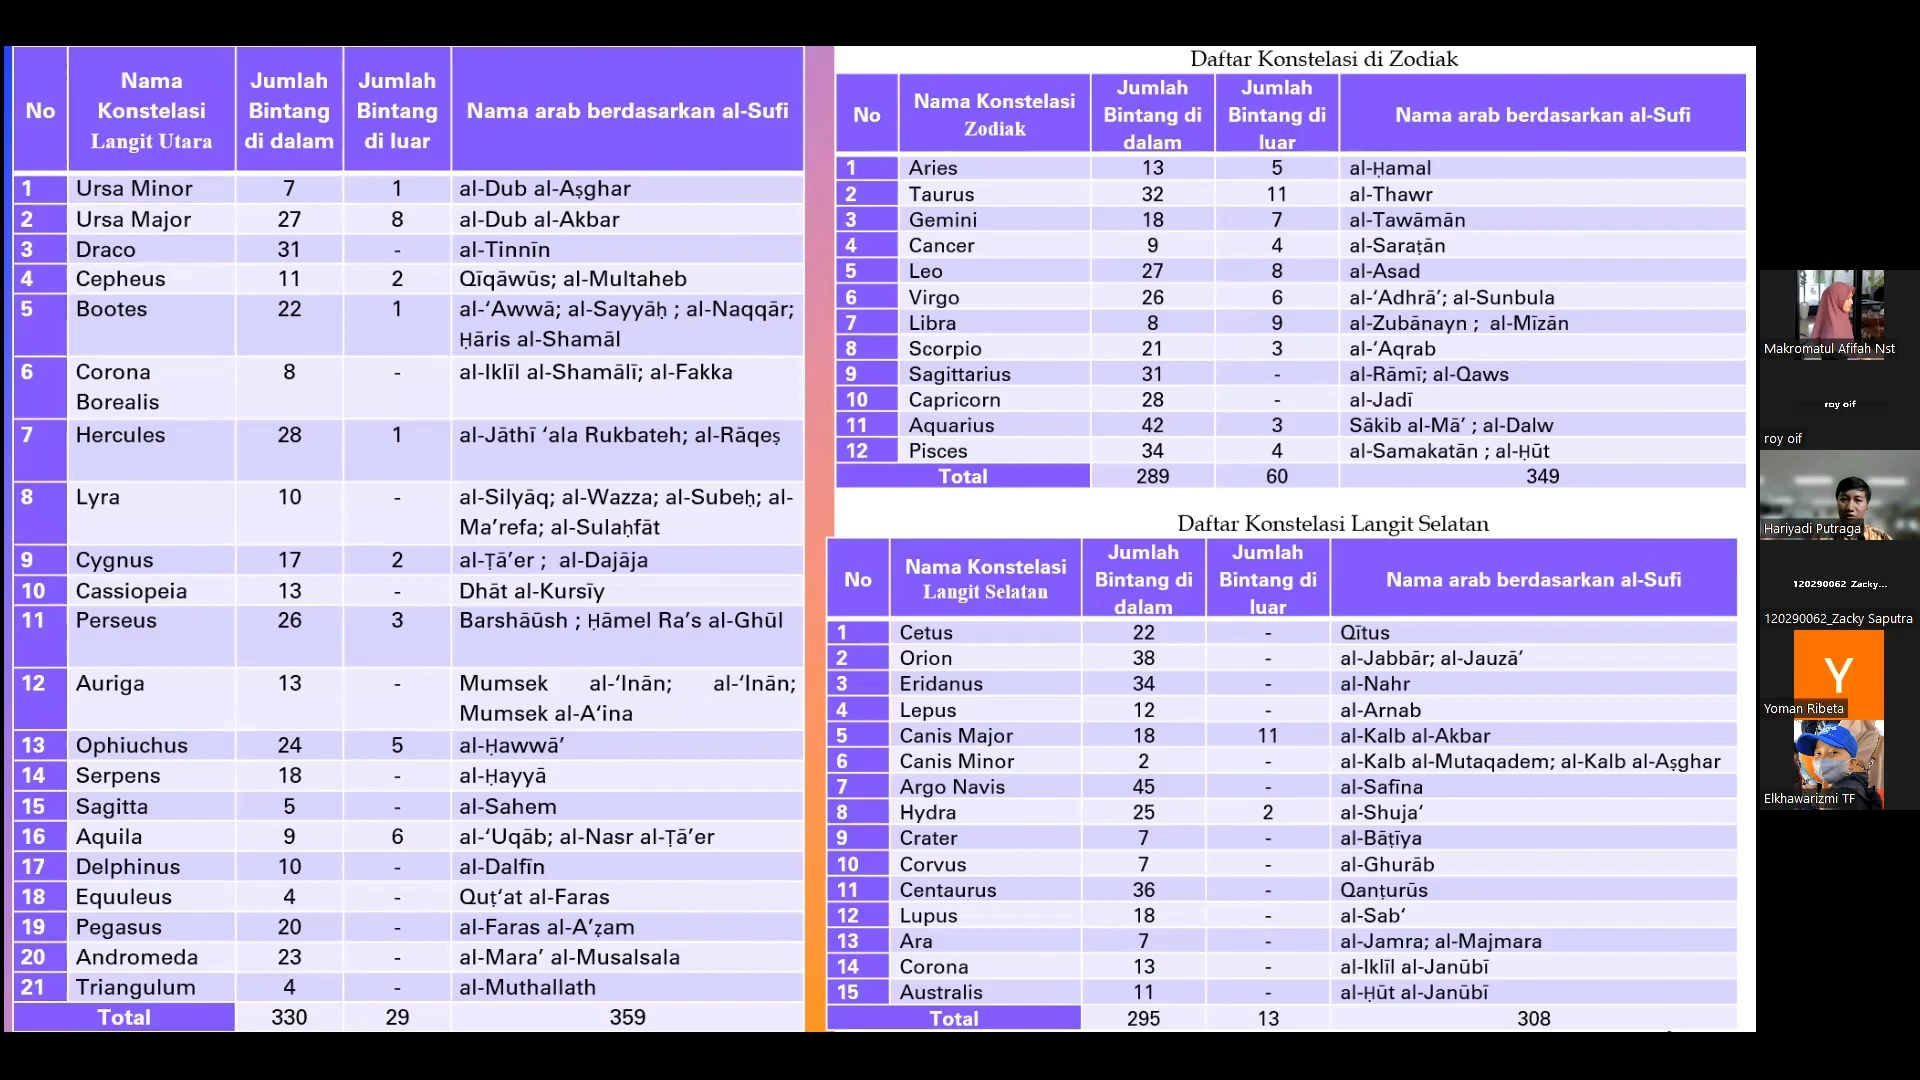 No Nama Konstelasi Langit Utara Jumlah Bintang di dalam Jumlah Bintang di luar Nama arab berdasarkan al-Sufi
1 Ursa Minor 7 1 al-Dub al-Aṣghar
2 Ursa Major 27 8 al-Dub al-Akbar
3 Draco 31 - al-Tinnīn
4 Cepheus 11 2 Qīqāwūs; al-Multaheb
5 Bootes 22 1 al-‘Awwā; al-Sayyāḥ ; al-Naqqār;
Ḥāris al-Shamāl
6 Corona Borealis 8 - al-Iklīl al-Shamālī; al-Fakka
7 Hercules 28 1 al-Jāthī ‘ala Rukbateh; al-Rāqeṣ
8 Lyra 10 - al-Silyāq; al-Wazza; al-Subeḥ; al-
Ma’refa; al-Sulaḥfāt
9 Cygnus 17 2 al-Ṭā’er ; al-Dajāja
10 Cassiopeia 13 - Dhāt al-Kursīy
11 Perseus 26 3 Barshāūsh ; Ḥāmel Ra’s al-Ghūl
12 Auriga 13 - Mumsek al-‘Inān; al-‘Inān;
Mumsek al-A‘ina
13 Ophiuchus 24 5 al-Ḥawwā’
14 Serpens 18 - al-Ḥayyā
15 Sagitta 5 - al-Sahem
16 Aquila 9 6 al-‘Uqāb; al-Nasr al-Ṭā’er
17 Delphinus 10 - al-Dalfīn
18 Equuleus 4 - Quṭ‘at al-Faras
19 Pegasus 20 - al-Faras al-A’ẓam
20 Andromeda 23 - al-Mara’ al-Musalsala
21 Triangulum 4 - al-Muthallath
Total 330 29 359
Daftar Konstelasi di Zodiak
No Nama Konstelasi Zodiak Jumlah Bintang di dalam Jumlah Bintang di luar Nama arab berdasarkan al-Sufi
1 Aries 13 5 al-Ḥamal
2 Taurus 32 11 al-Thawr
3 Gemini 18 7 al-Tawāmān
4 Cancer 9 4 al-Saraṭān
5 Leo 27 8 al-Asad
6 Virgo 26 6 al-‘Adhrā’; al-Sunbula
7 Libra 8 9 al-Zubānayn ; al-Mīzān
8 Scorpio 21 3 al-‘Aqrab
9 Sagittarius 31 - al-Rāmī; al-Qaws
10 Capricorn 28 - al-Jadī
11 Aquarius 42 3 Sākib al-Mā’ ; al-Dalw
12 Pisces 34 4 al-Samakatān ; al-Ḥūt
Total 289 60 349
Daftar Konstelasi Langit Selatan
No Nama Konstelasi Langit Selatan Jumlah Bintang di dalam Jumlah Bintang di luar Nama arab berdasarkan al-Sufi
1 Cetus 22 - Qītus
2 Orion 38 - al-Jabbār; al-Jauzā’
3 Eridanus 34 - al-Nahr
4 Lepus 12 - al-Arnab
5 Canis Major 18 11 al-Kalb al-Akbar
6 Canis Minor 2 - al-Kalb al-Mutaqadem; al-Kalb al-Aṣghar
7 Argo Navis 45 - al-Safīna
8 Hydra 25 2 al-Shuja‘
9 Crater 7 - al-Bāṭiya
10 Corvus 7 - al-Ghurāb
11 Centaurus 36 - Qanṭurūs
12 Lupus 18 - al-Sab‘
13 Ara 7 - al-Jamra; al-Majmara
14 Corona 13 - al-Iklīl al-Janūbī
15 Australis 11 - al-Ḥūt al-Janūbī
Total 295 13 308
Makromatul Afifah Nst
roy oif
roy oif
Hariyadi Putraga
120290062_Zacky...
120290062_Zacky Saputra
Y
Yoman Ribeta
Elkhawarizmi TF